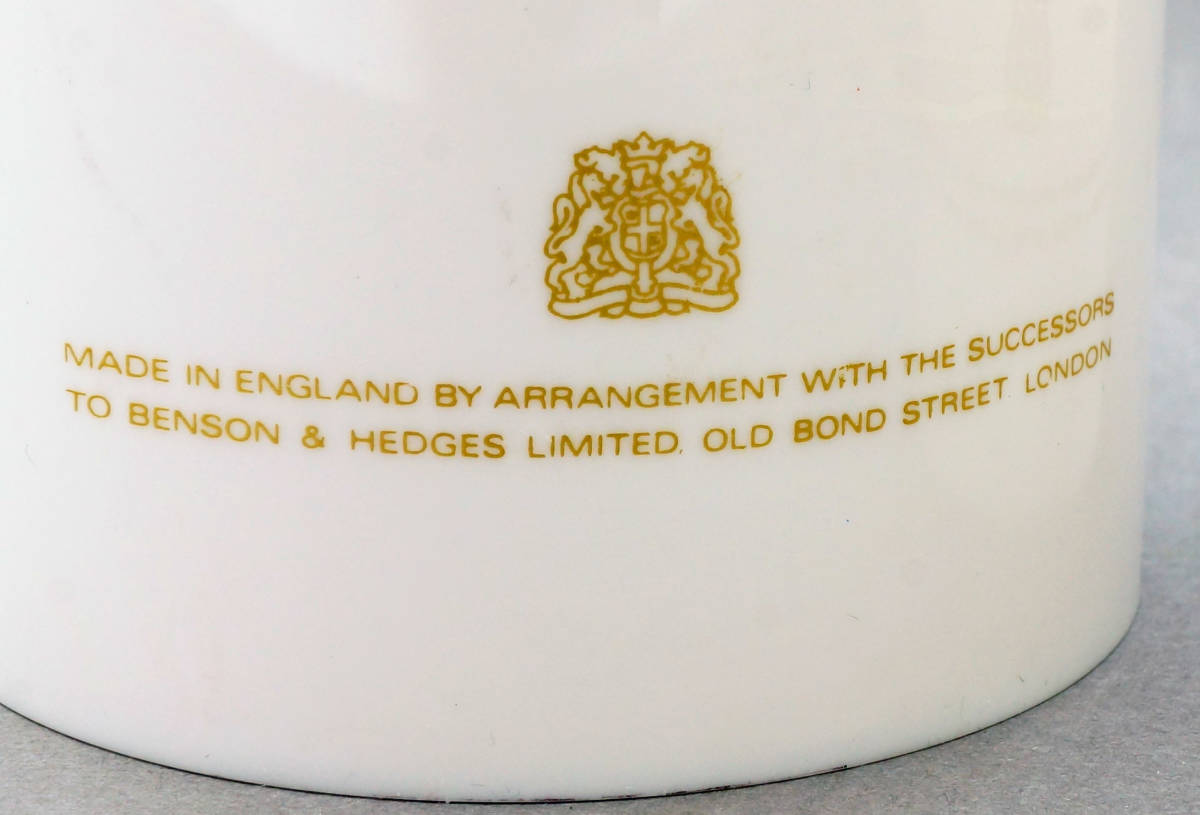 MADE IN ENGLAND BY ARRANGEMENT WITH THE SUCCESSORS
TO BENSON & HEDGES LIMITED, OLD BOND STREET. LONDON